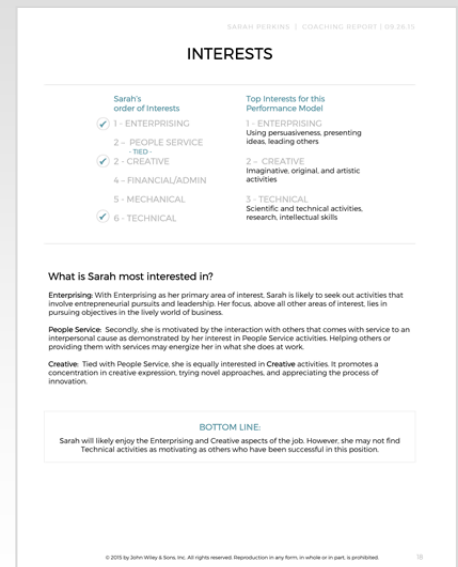 SARAH PERKINS | COACHING REPORT | 09.26.15
INTERESTS
Sarah's
order of Interests
1 - ENTERPRISING
2 – PEOPLE SERVICE
- TIED -
2 - CREATIVE
4 – FINANCIAL/ADMIN
5 - MECHANICAL
6 - TECHNICAL
Top Interests for this
Performance Model
1 - ENTERPRISING
Using persuasiveness, presenting
ideas, leading others
2 – CREATIVE
Imaginative, original, and artistic
activities
3 - TECHNICAL
Scientific and technical activities,
research, intellectual skills
What is Sarah most interested in?
Enterprising: With Enterprising as her primary area of interest, Sarah is likely to seek out activities that
involve entrepreneurial pursuits and leadership. Her focus, above all other areas of interest, lies in
pursuing objectives in the lively world of business.
People Service: Secondly, she is motivated by the interaction with others that comes with service to an
interpersonal cause as demonstrated by her interest in People Service activities. Helping others or
providing them with services may energize her in what she does at work.
Creative: Tied with People Service, she is equally interested in Creative activities. It promotes a
concentration in creative expression, trying novel approaches, and appreciating the process of
innovation.
BOTTOM LINE:
Sarah will likely enjoy the Enterprising and Creative aspects of the job. However, she may not find
Technical activities as motivating as others who have been successful in this position.
© 2015 by John Wiley & Sons, Inc. All rights reserved. Reproduction in any form, in whole or in part, is prohibited.